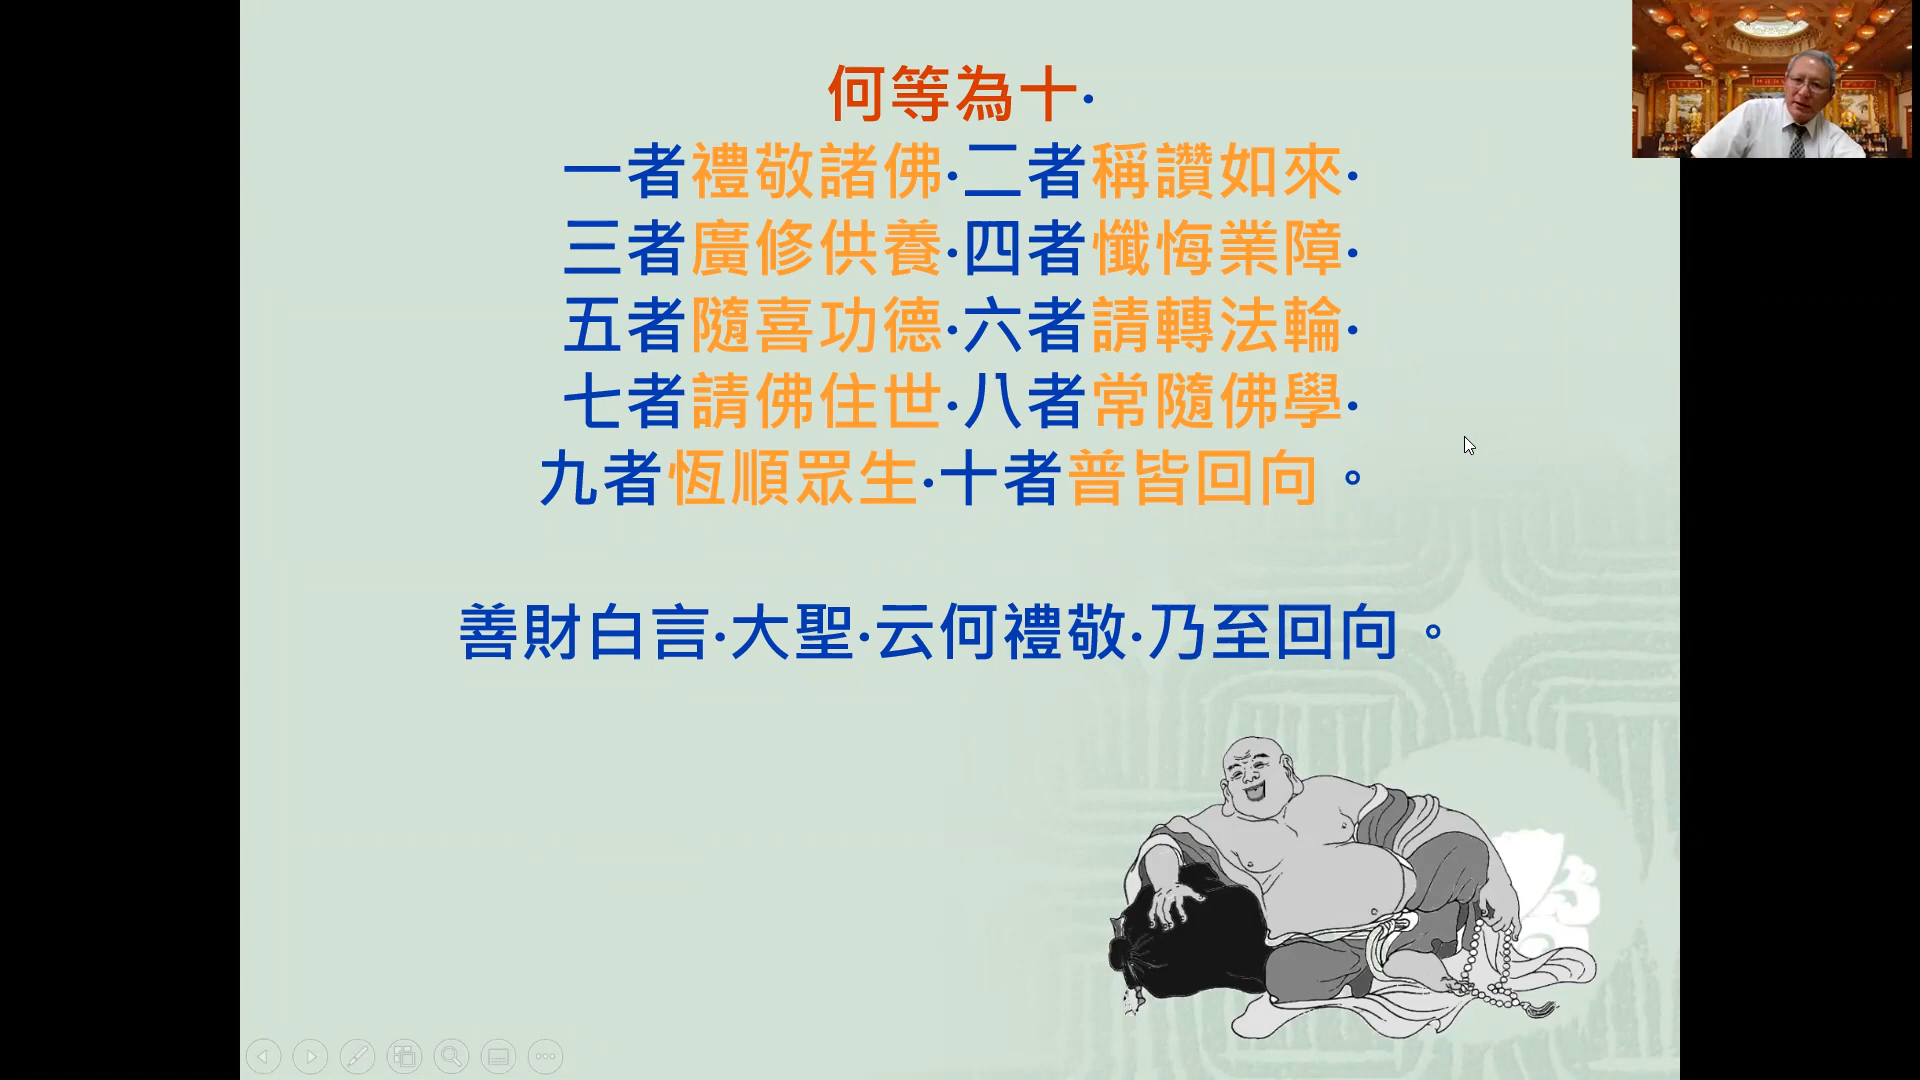 何等為十·
一者禮敬諸佛·二者稱讚如來·
三者廣修供養·四者懺悔業障·
五者隨喜功德·六者請轉法輪·
七者請佛住世·八者常隨佛學·
九者恆順眾生·十者普皆回向。
善財白言·大聖·云何禮敬·乃至回向。